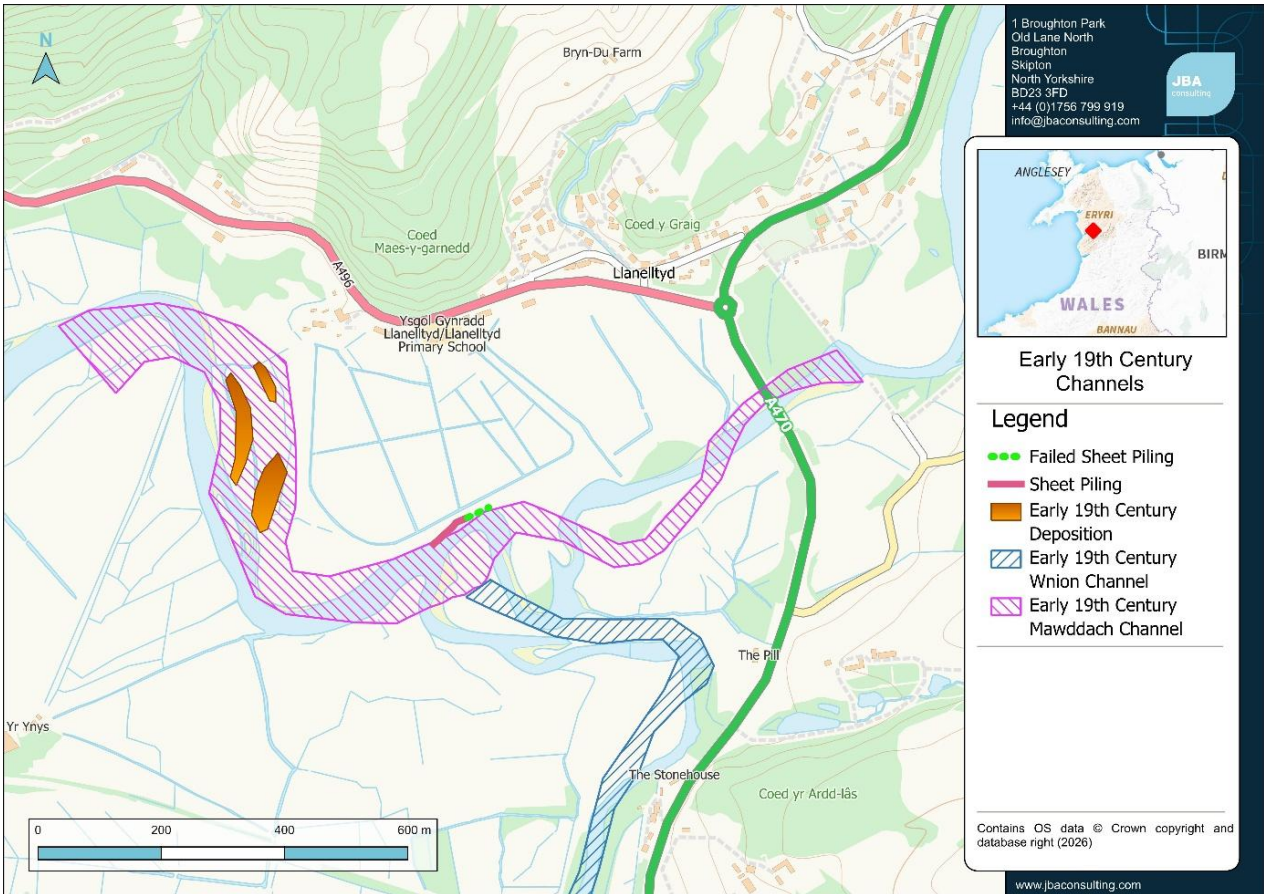 N
Bryn-Du Farm
Coed y Graig
Coed
Maes-y-garnedd
A496
Llanelltyd
Ysgol Gynradd
Llanelltyd/Llanelltyd
Primary School
A470
The Pill
Yr Ynys
The Stonehouse
Coed yr Ardd-lâs
0 200 400 600 m
1 Broughton Park
Old Lane North
Broughton
Skipton
North Yorkshire
BD23 3FD
+44 (0)1756 799 919
info@jbaconsulting.com
JBA
consulting
ANGLESEY
ERYRI
BIRM
WALES
BANNAU
Early 19th Century
Channels
Legend
Failed Sheet Piling
Sheet Piling
Early 19th Century
Deposition
Early 19th Century
Wnion Channel
Early 19th Century
Mawddach Channel
Contains OS data © Crown copyright and
database right (2026)
www.jbaconsulting.com